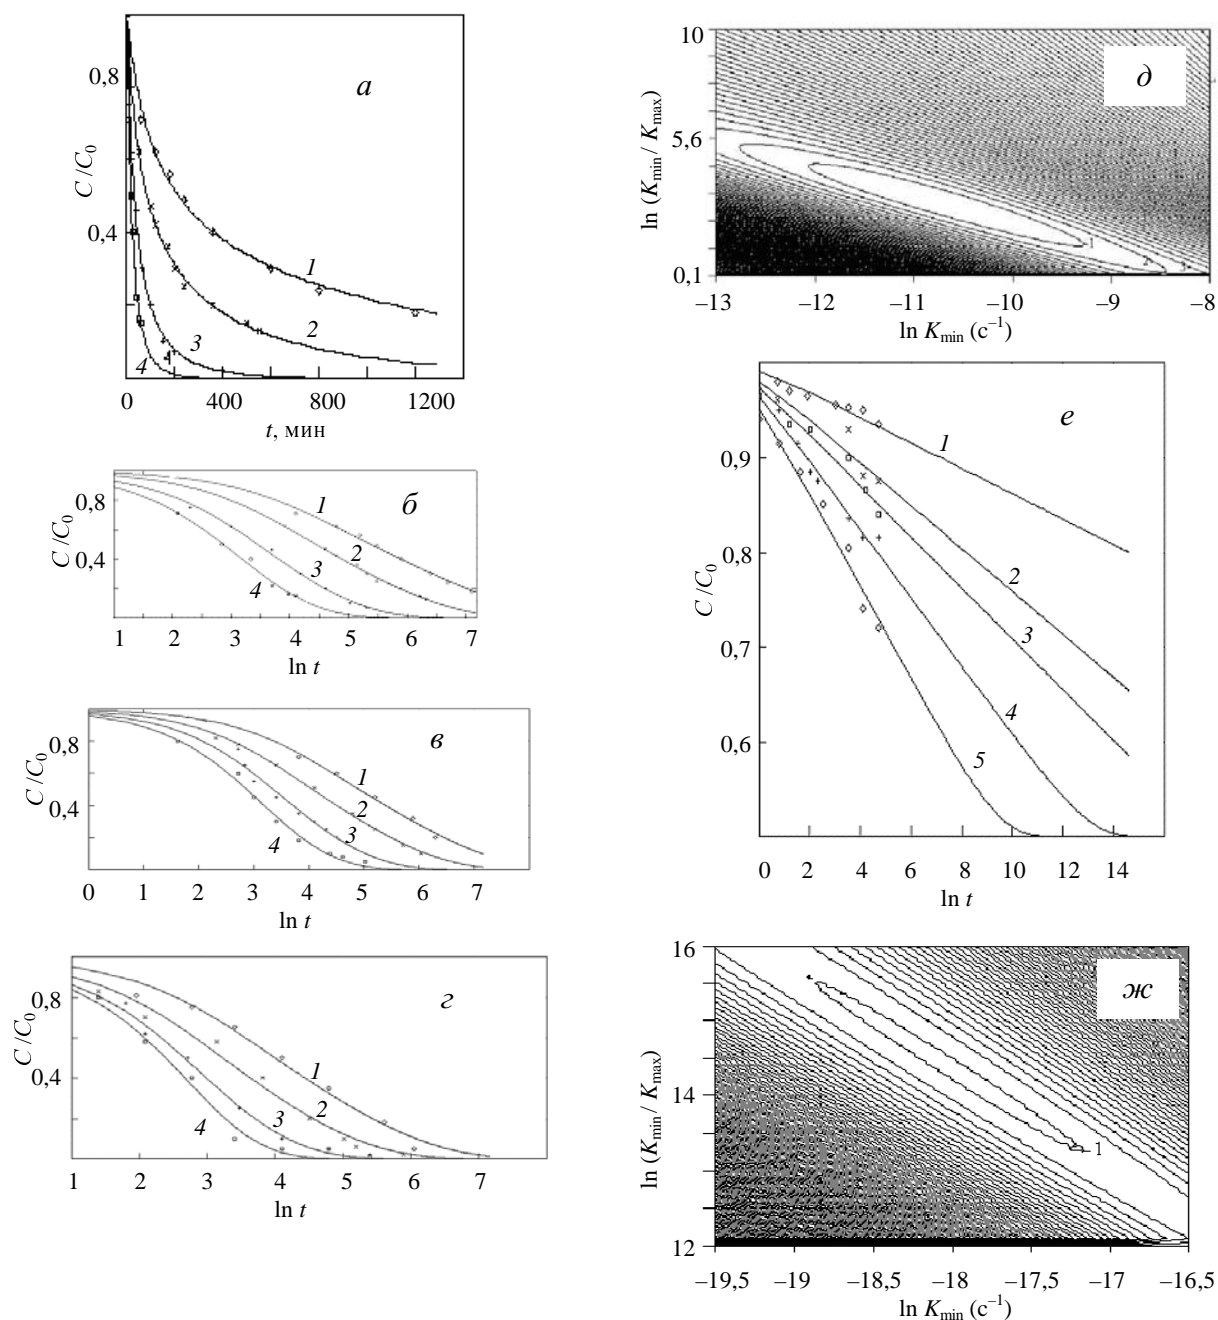 а
0,8
0,4
C/C0
1
2
3
4
0 400 800 1200
t, мин
б
0,8
0,4
C/C0
1
2
3
4
1 2 3 4 5 6 7
ln t
в
0,8
0,4
C/C0
1
2
3
4
0 1 2 3 4 5 6 7
ln t
г
0,8
0,4
C/C0
1
2
3
4
1 2 3 4 5 6 7
ln t
д
10
5,6
0,1
ln (Kmin / Kmax)
1
–13 –12 –11 –10 –9 –8
ln Kmin (c–1)
е
0,9
0,8
0,7
0,6
C/C0
1
2
3
4
5
0 2 4 6 8 10 12 14
ln t
ж
16
15
14
13
12
ln (Kmin / Kmax)
1
–19,5 –19 –18,5 –18 –17,5 –17 –16,5
ln Kmin (c–1)